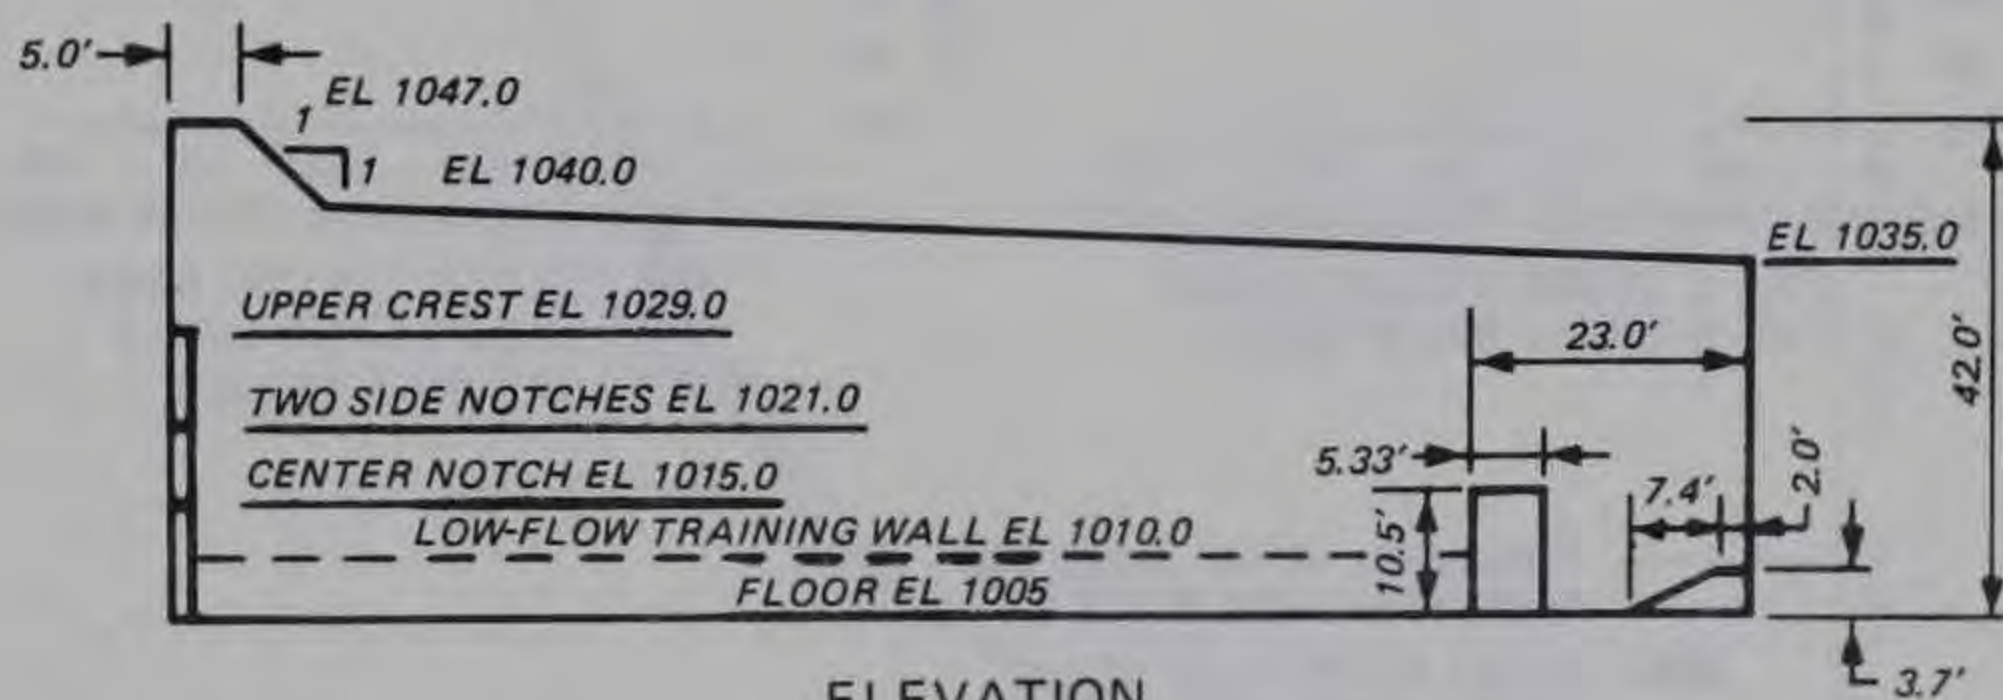 5.0'
EL 1047.0
1
1
EL 1040.0
EL 1035.0
UPPER CREST EL 1029.0
23.0'
42.0'
TWO SIDE NOTCHES EL 1021.0
5.33'
7.4'
2.0'
CENTER NOTCH EL 1015.0
LOW-FLOW TRAINING WALL EL 1010.0
10.5'
FLOOR EL 1005
3.7'
ELEVATION